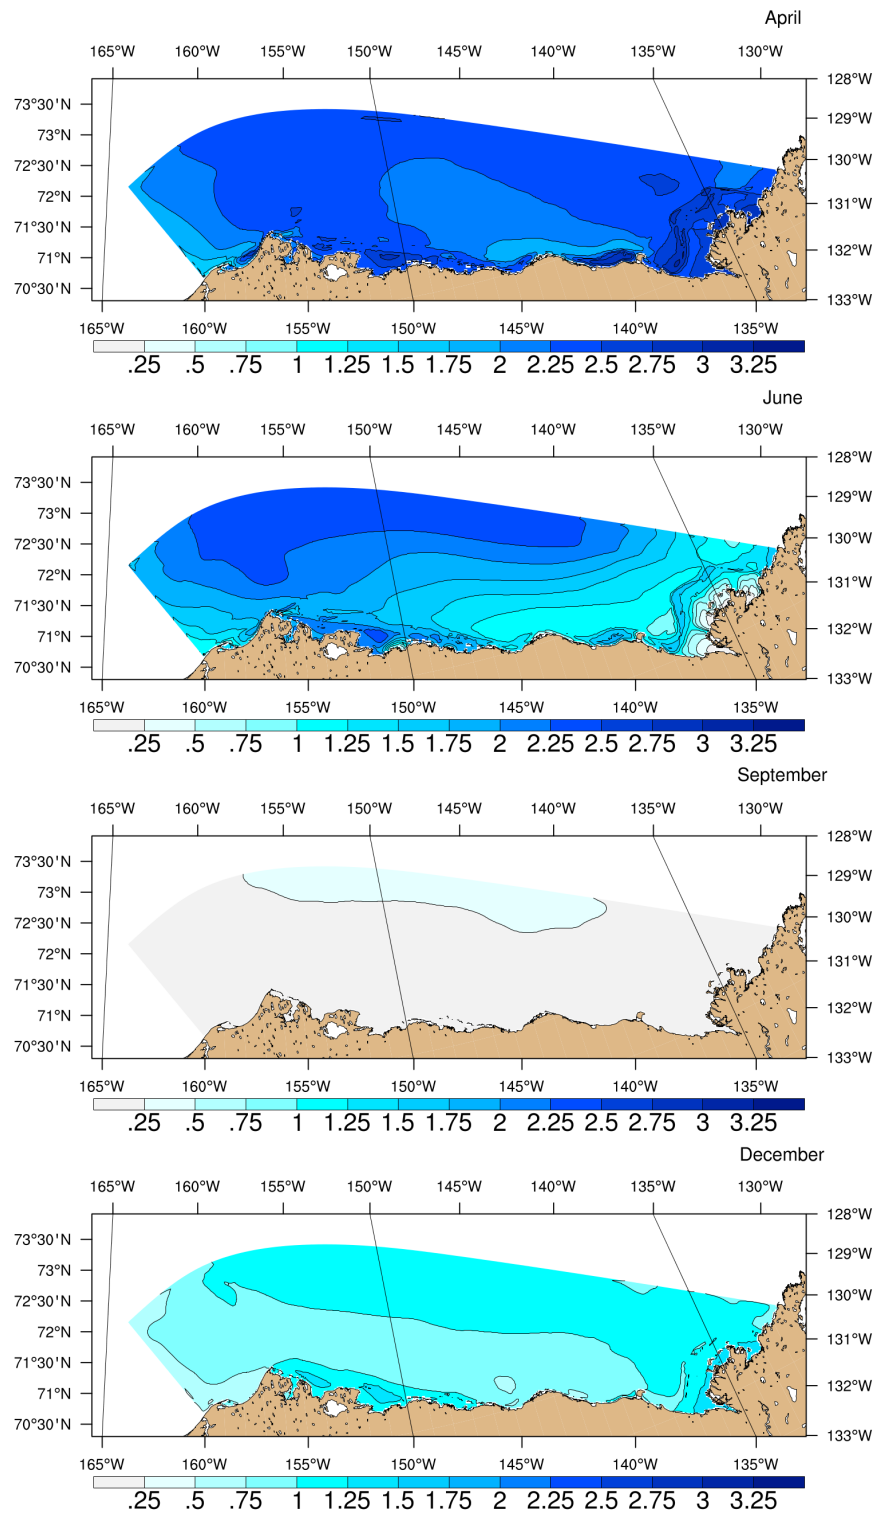 April
165°W 160°W 155°W 150°W 145°W 140°W 135°W 130°W
128°W
73°30'N 129°W
73°N
72°30'N 130°W
72°N
131°W
71°30'N
71°N 132°W
70°30'N
133°W
165°W 160°W 155°W 150°W 145°W 140°W 135°W
.25 .5 .75 1 1.25 1.5 1.75 2 2.25 2.5 2.75 3 3.25
June
165°W 160°W 155°W 150°W 145°W 140°W 135°W 130°W
128°W
73°30'N 129°W
73°N
72°30'N 130°W
72°N
131°W
71°30'N
71°N 132°W
70°30'N
133°W
165°W 160°W 155°W 150°W 145°W 140°W 135°W
.25 .5 .75 1 1.25 1.5 1.75 2 2.25 2.5 2.75 3 3.25
September
165°W 160°W 155°W 150°W 145°W 140°W 135°W 130°W
128°W
73°30'N 129°W
73°N
72°30'N 130°W
72°N
131°W
71°30'N
71°N 132°W
70°30'N
133°W
165°W 160°W 155°W 150°W 145°W 140°W 135°W
.25 .5 .75 1 1.25 1.5 1.75 2 2.25 2.5 2.75 3 3.25
December
165°W 160°W 155°W 150°W 145°W 140°W 135°W 130°W
128°W
73°30'N 129°W
73°N
72°30'N 130°W
72°N
131°W
71°30'N
71°N 132°W
70°30'N
133°W
165°W 160°W 155°W 150°W 145°W 140°W 135°W
.25 .5 .75 1 1.25 1.5 1.75 2 2.25 2.5 2.75 3 3.25